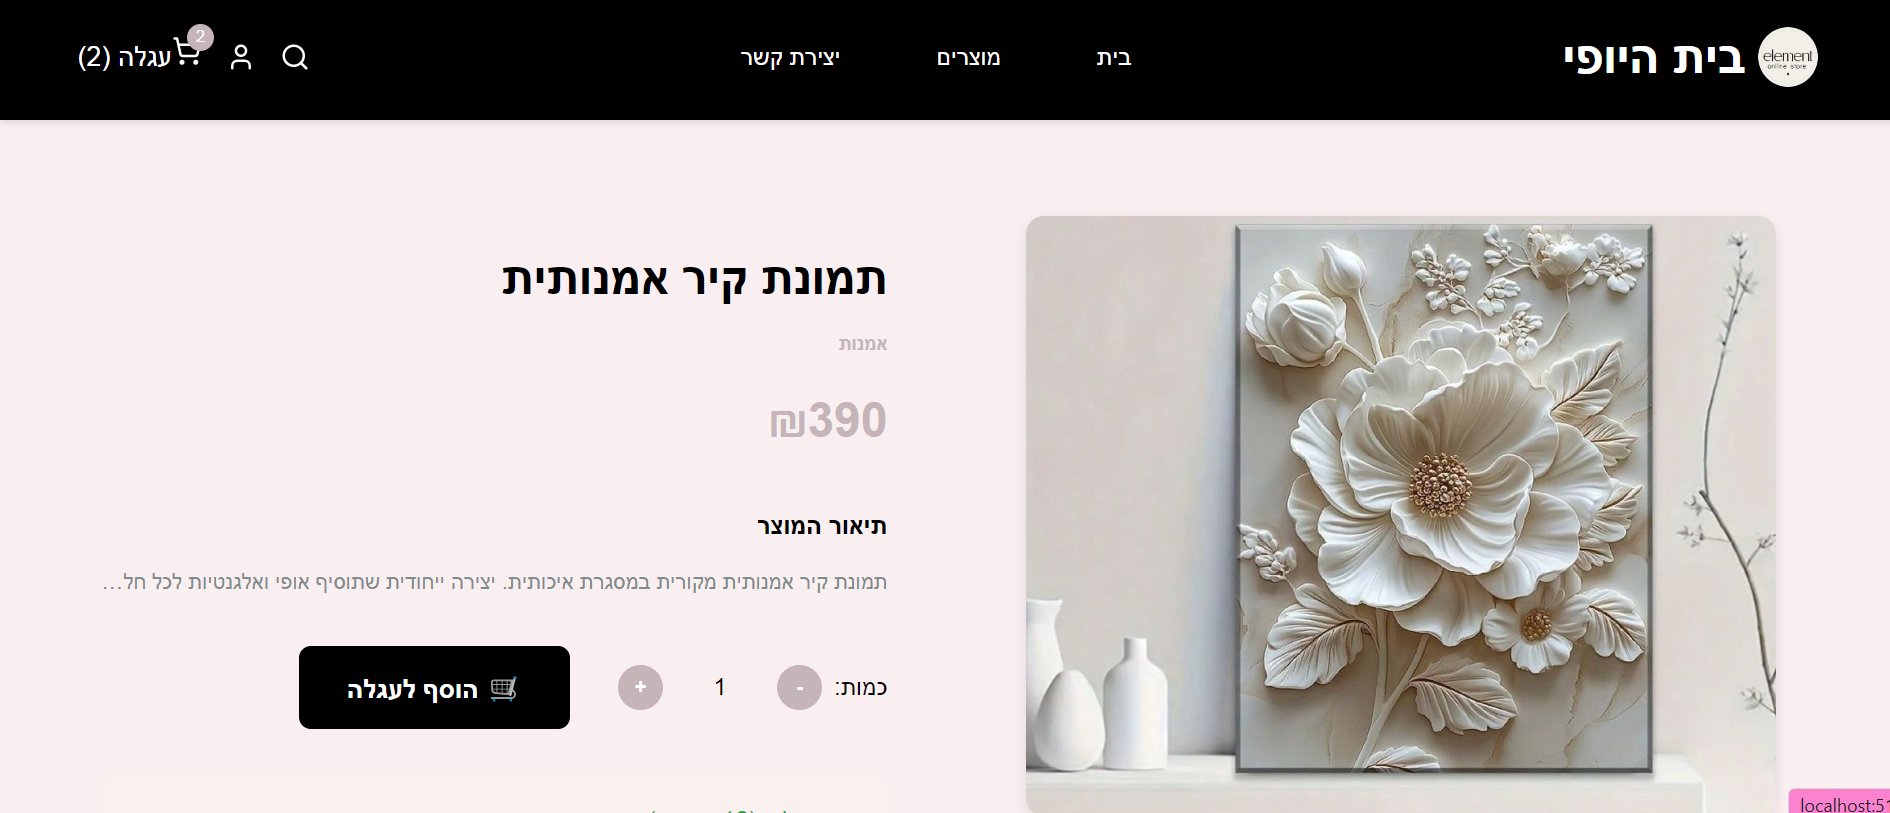 element
online store
בית היופי
בית
מוצרים
יצירת קשר
2
עגלה (2)
תמונת קיר אמנותית
אמנות
₪390
תיאור המוצר
תמונת קיר אמנותית מקורית במסגרת איכותית. יצירה ייחודית שתוסיף אופי ואלגנטיות לכל חל...
כמות:
-
1
+
הוסף לעגלה
localhost:51